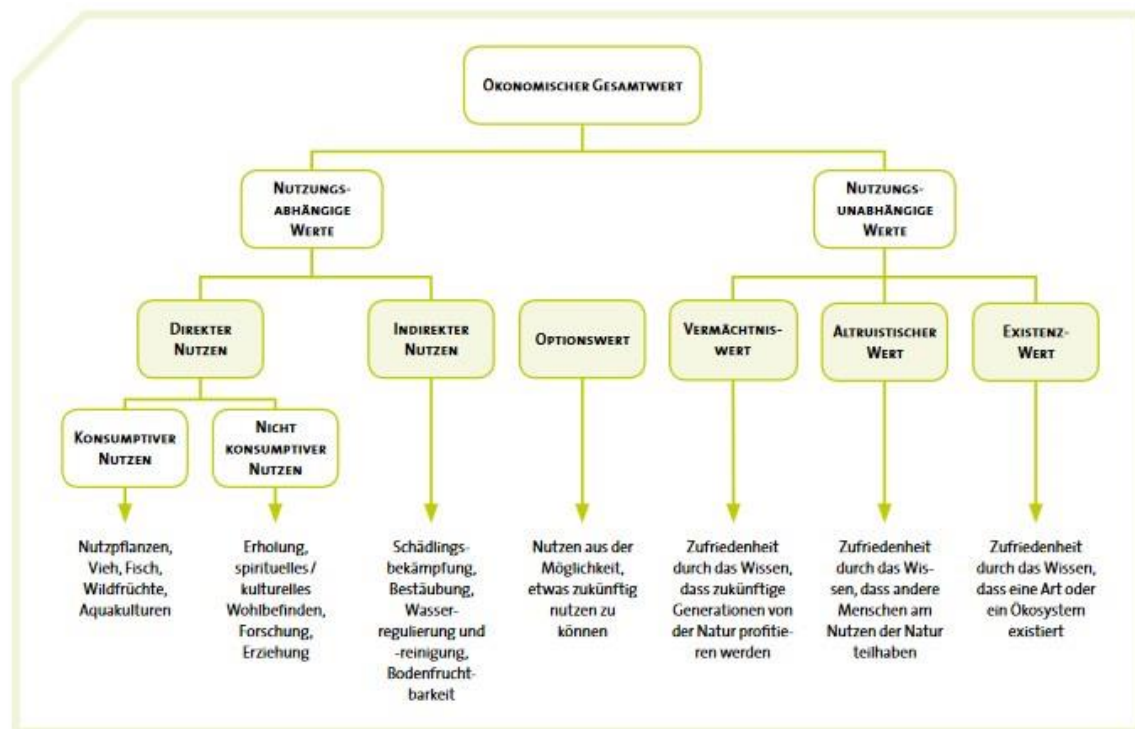 ÖKONOMISCHER GESAMTWERT
NUTZUNGS-
ABHÄNGIGE
WERTE
NUTZUNGS-
UNABHÄNGIGE
WERTE
DIREKTER
NUTZEN
INDIREKTER
NUTZEN
OPTIONSWERT
VERMÄCHTNIS-
WERT
ALTRUISTISCHER
WERT
EXISTENZ-
WERT
KONSUMPTIVER
NUTZEN
NICHT
KONSUMPTIVER
NUTZEN
Nutzpflanzen,
Vieh, Fisch,
Wildfrüchte,
Aquakulturen
Erholung,
spirituelles /
kulturelles
Wohlbefinden,
Forschung,
Erziehung
Schädlings-
bekämpfung,
Bestäubung,
Wasser-
regulierung und
-reinigung,
Bodenfrucht-
barkeit
Nutzen aus der
Möglichkeit,
etwas zukünftig
nutzen zu
können
Zufriedenheit
durch das Wissen,
dass zukünftige
Generationen von
der Natur profitie-
ren werden
Zufriedenheit
durch das Wis-
sen, dass andere
Menschen am
Nutzen der Natur
teilhaben
Zufriedenheit
durch das Wissen,
dass eine Art oder
ein Ökosystem
existiert